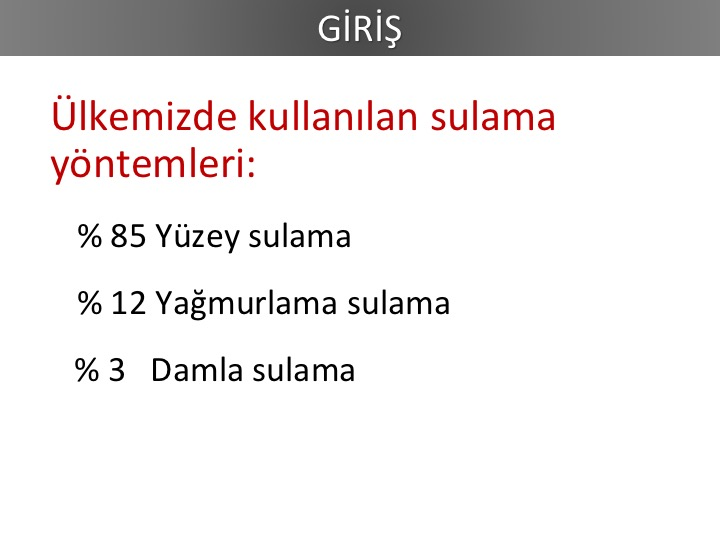 GİRİŞ
Ülkemizde kullanılan sulama
yöntemleri:
% 85 Yüzey sulama
% 12 Yağmurlama sulama
% 3 Damla sulama